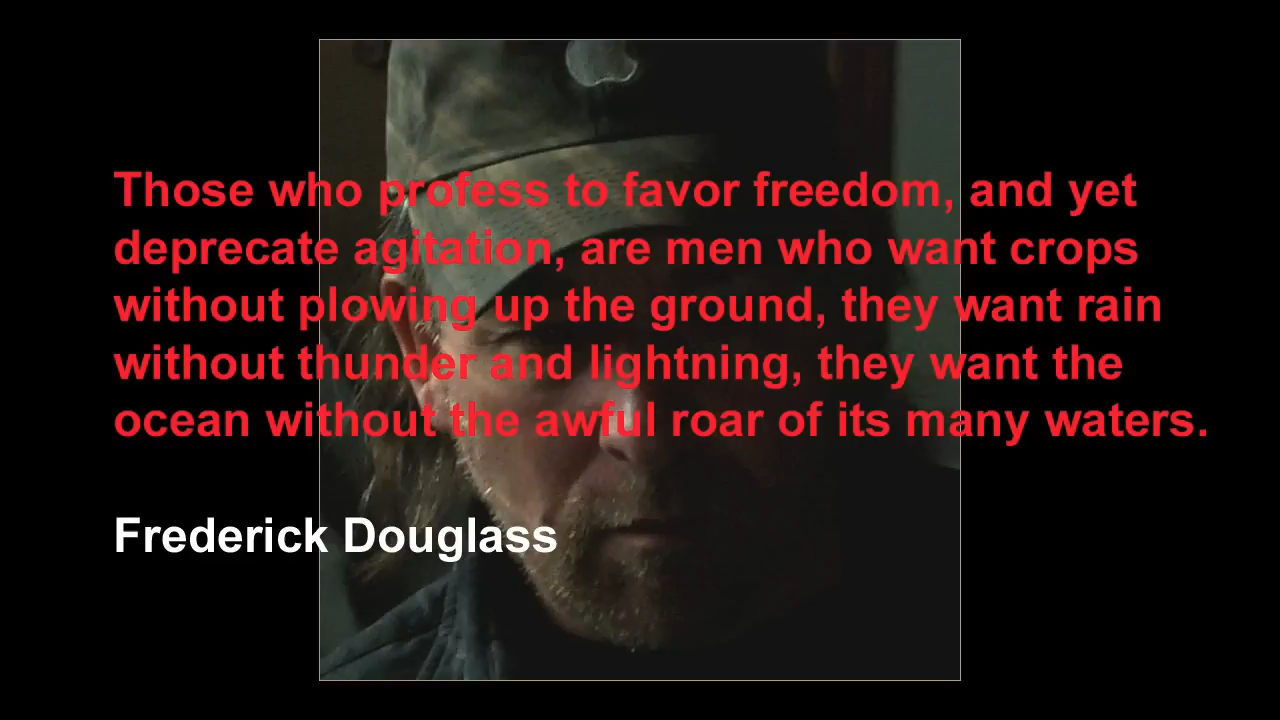 Those who profess to favor freedom, and yet
deprecate agitation, are men who want crops
without plowing up the ground, they want rain
without thunder and lightning, they want the
ocean without the awful roar of its many waters.
Frederick Douglass